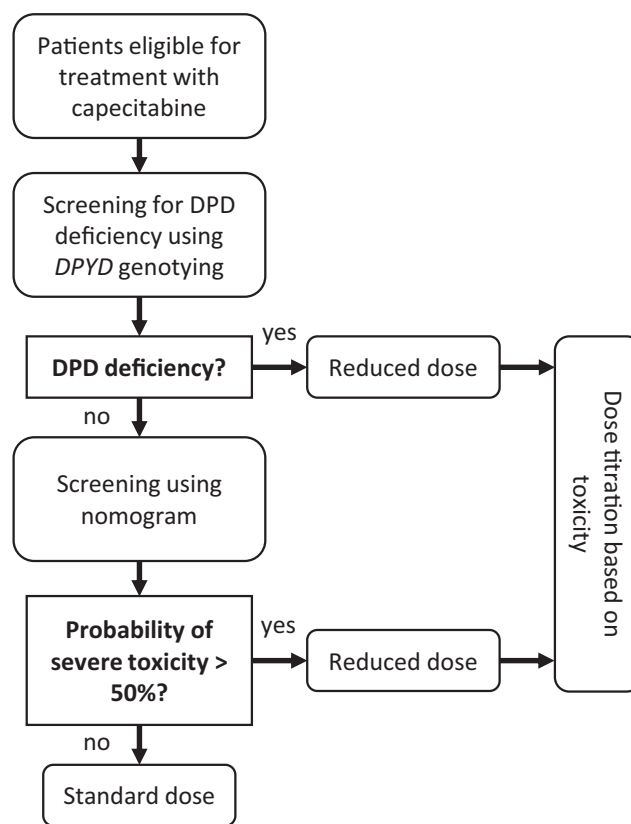 Patients eligible for
treatment with
capecitabine
Screening for DPD
deficiency using
DPYD genotying
DPD deficiency?
yes
Reduced dose
no
Screening using
nomogram
Probability of
severe toxicity >
50%?
yes
Reduced dose
no
Standard dose
Dose titration based on
toxicity